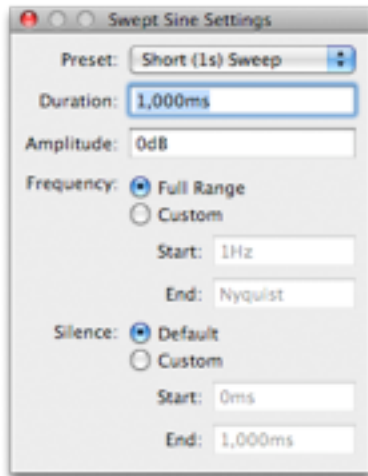 Swept Sine Settings
Preset: Short (1s) Sweep
Duration: 1,000ms
Amplitude: 0dB
Frequency: Full Range
Custom
Start: 1Hz
End: Nyquist
Silence: Default
Custom
Start: 0ms
End: 1,000ms